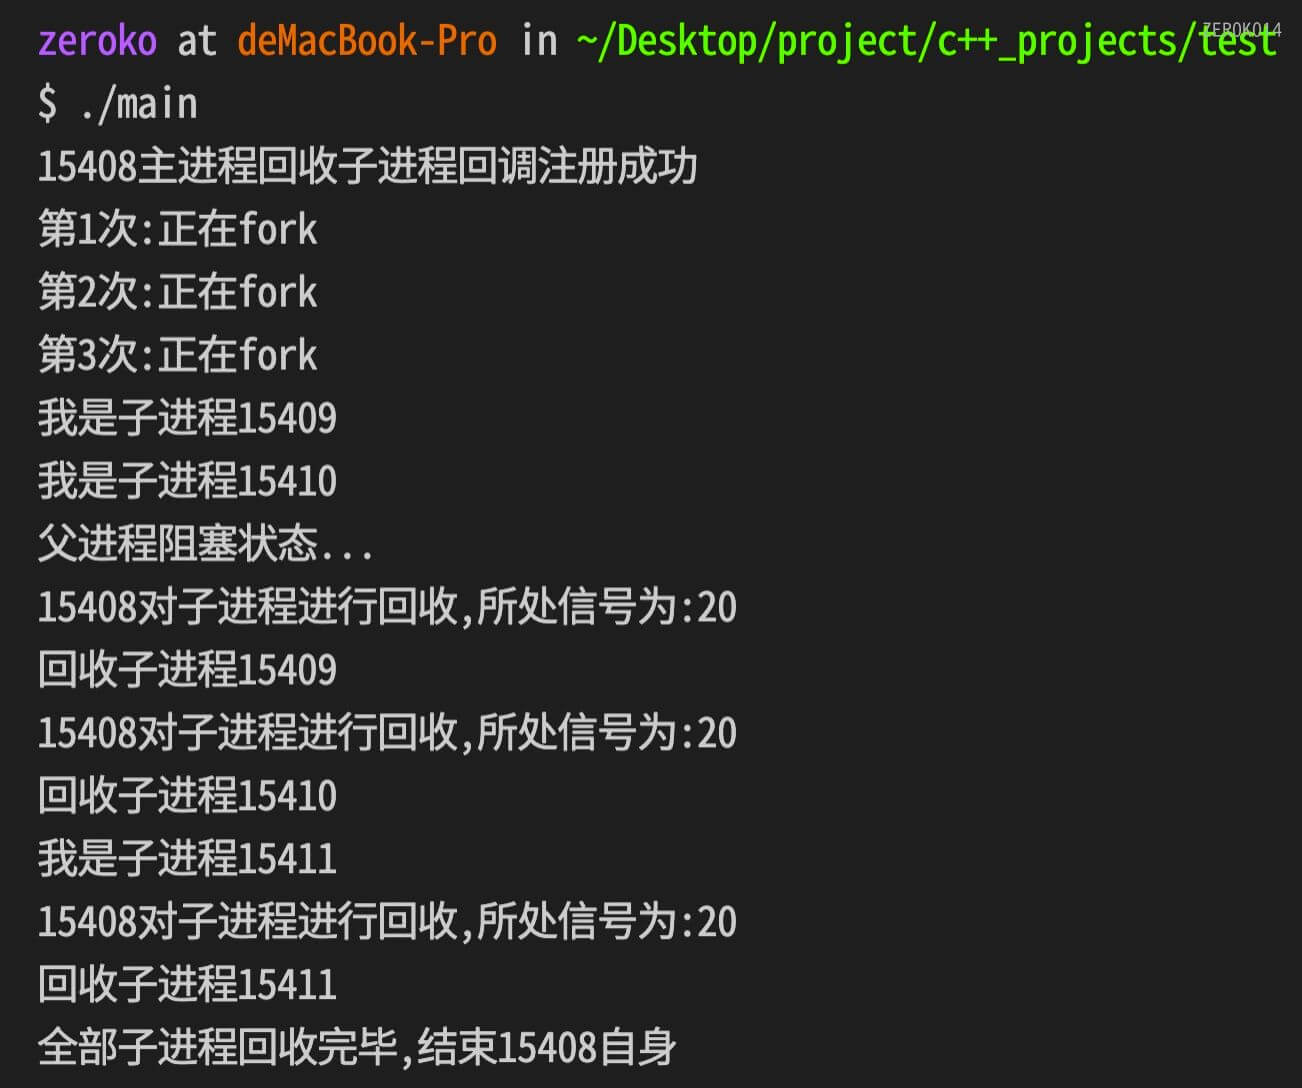 zeroko at deMacBook-Pro in ~/Desktop/project/c++_projects/test
ZEROKO14
$ ./main
15408主进程回收子进程回调注册成功
第1次:正在fork
第2次:正在fork
第3次:正在fork
我是子进程15409
我是子进程15410
父进程阻塞状态...
15408对子进程进行回收,所处信号为:20
回收子进程15409
15408对子进程进行回收,所处信号为:20
回收子进程15410
我是子进程15411
15408对子进程进行回收,所处信号为:20
回收子进程15411
全部子进程回收完毕,结束15408自身